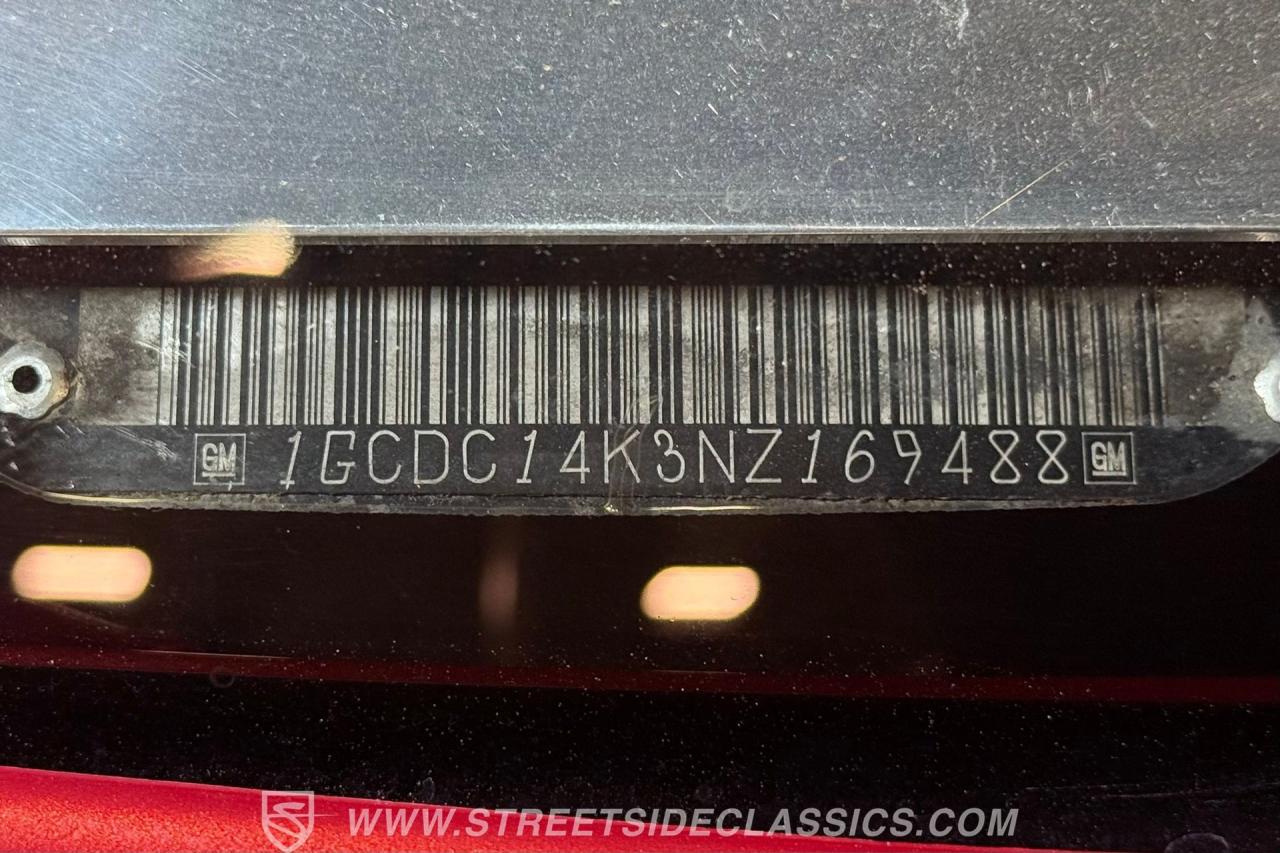 GM 1GCDC14K3NZ169488 GM
WWW.STREETSIDECLASSICS.COM